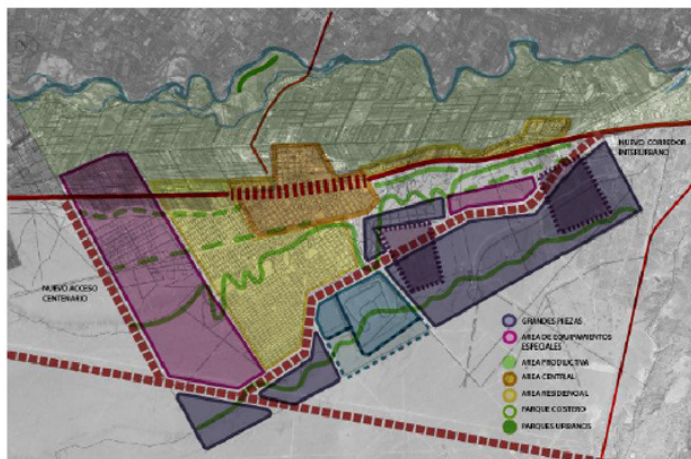 NUEVO CORREDOR
INTERURBANO
NUEVO ACCESO
CENTENARIO
GRANDES PIEZAS
AREA DE EQUIPAMIENTOS
ESPECIALES
AREA PRODUCTIVA
AREA CENTRAL
AREA RESIDENCIAL
PARQUE COSTERO
PARQUES URBANOS